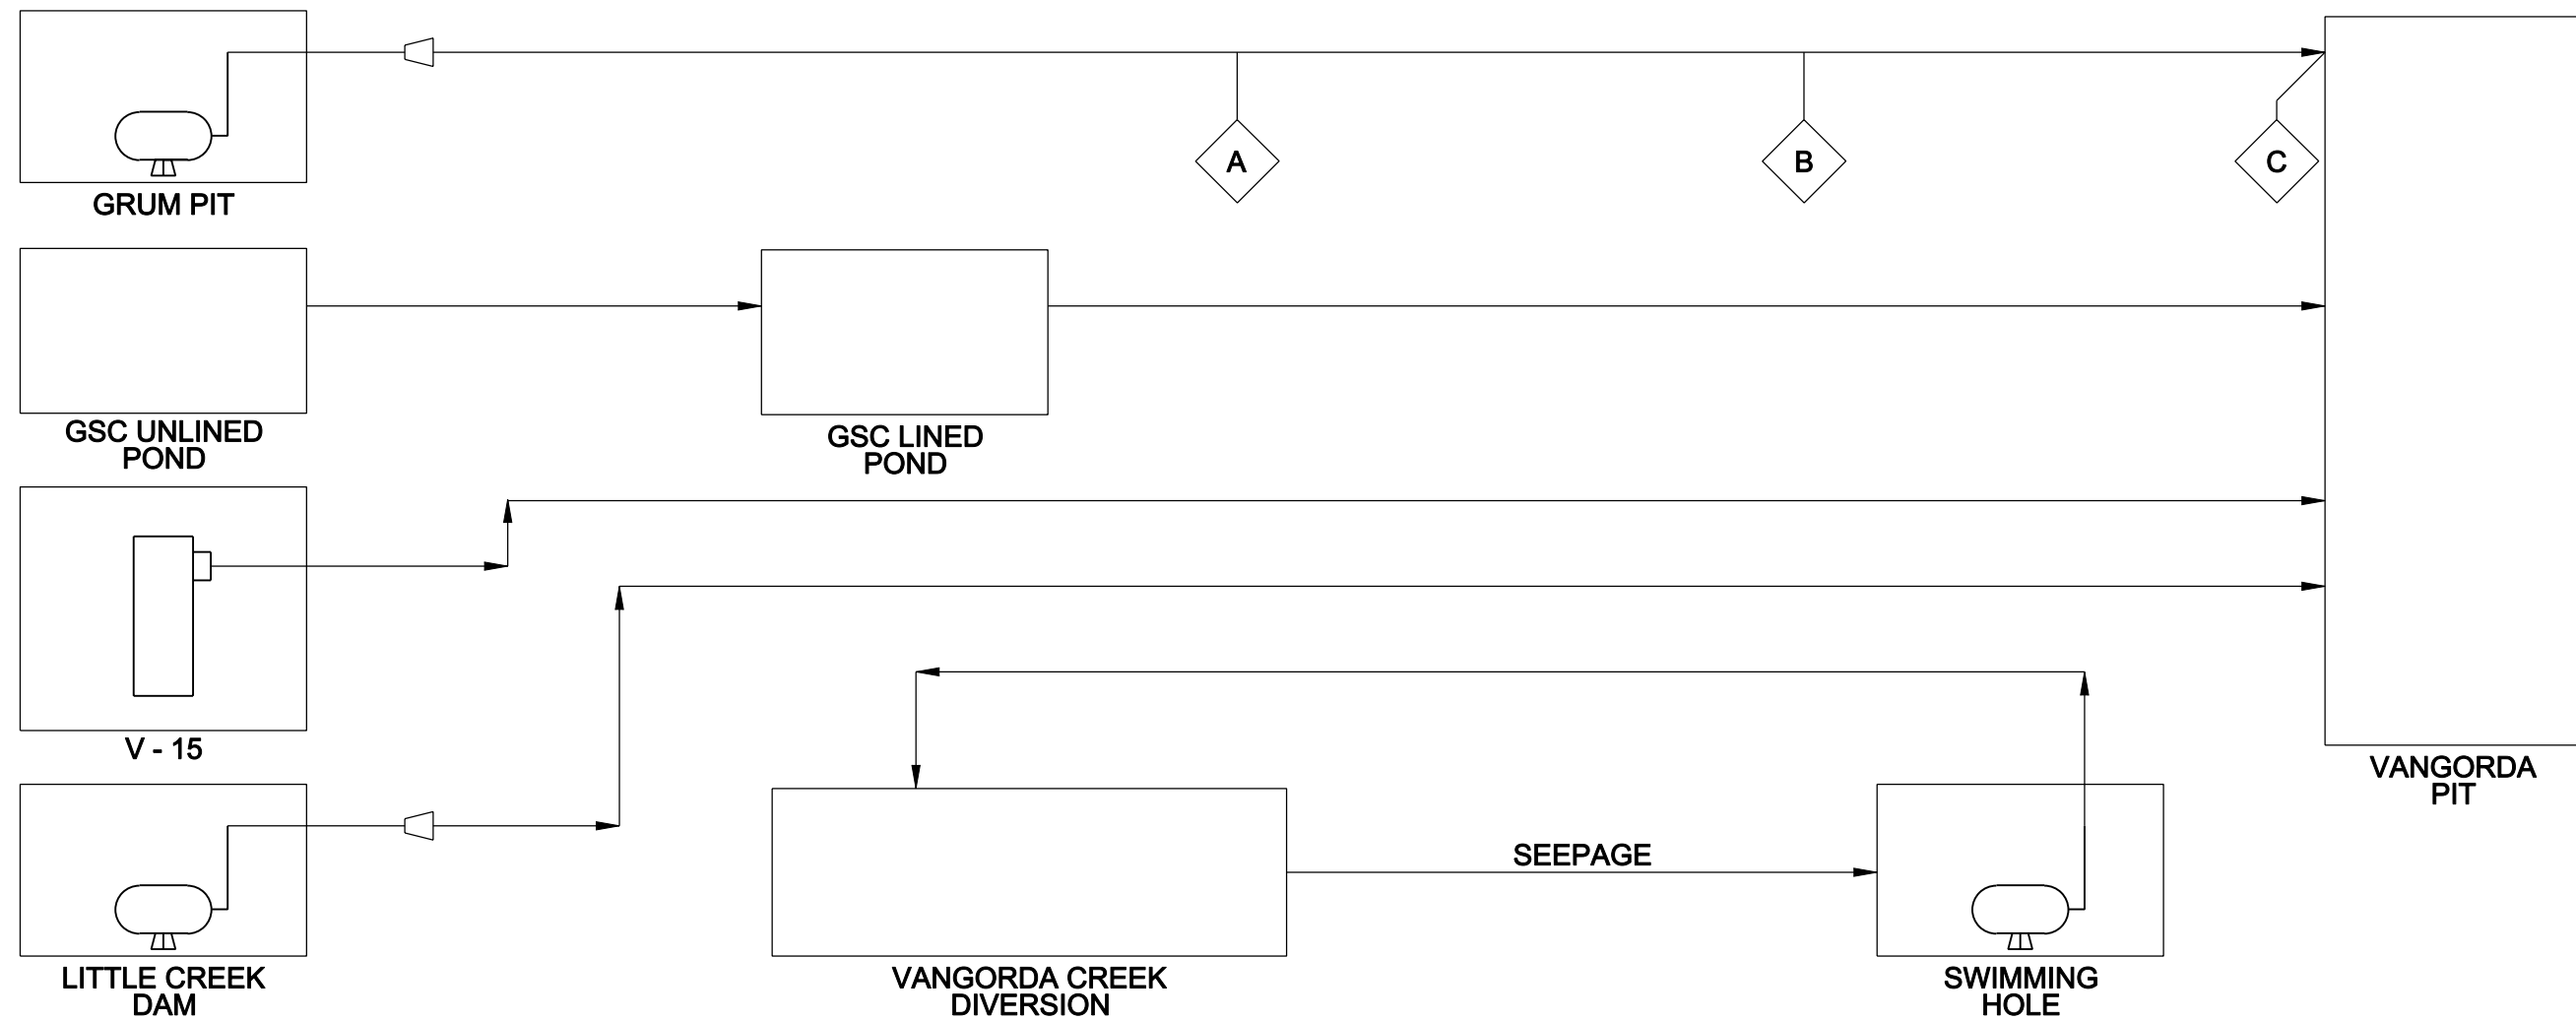 A
B
C
GRUM PIT
GSC UNLINED
POND
GSC LINED
POND
V - 15
VANGORDA
PIT
SEEPAGE
LITTLE CREEK
DAM
VANGORDA CREEK
DIVERSION
SWIMMING
HOLE